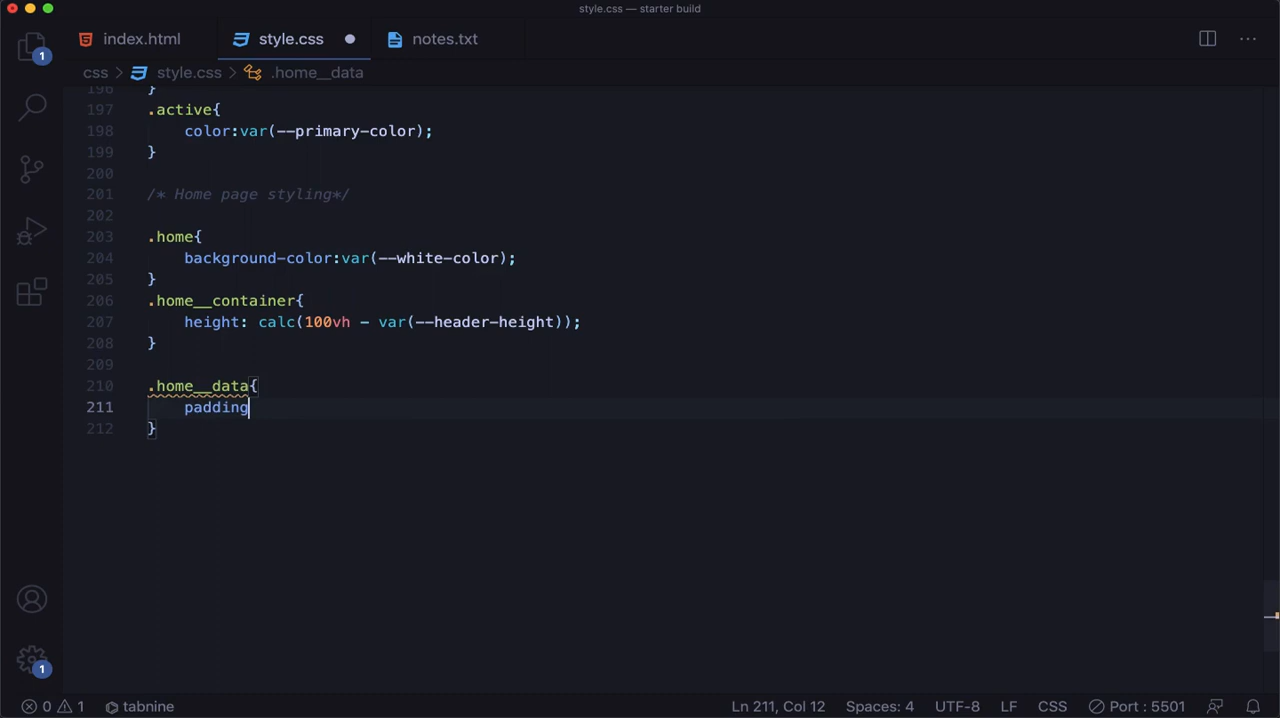 style.css — starter build
index.html style.css notes.txt
css > style.css > .home__data
196 }
197 .active{
198 color:var(--primary-color);
199 }
200
201 /* Home page styling*/
202
203 .home{
204 background-color:var(--white-color);
205 }
206 .home__container{
207 height: calc(100vh - var(--header-height));
208 }
209
210 .home__data{
211 padding
212 }
1
1
0 1 tabnine Ln 211, Col 12 Spaces: 4 UTF-8 LF CSS Port : 5501